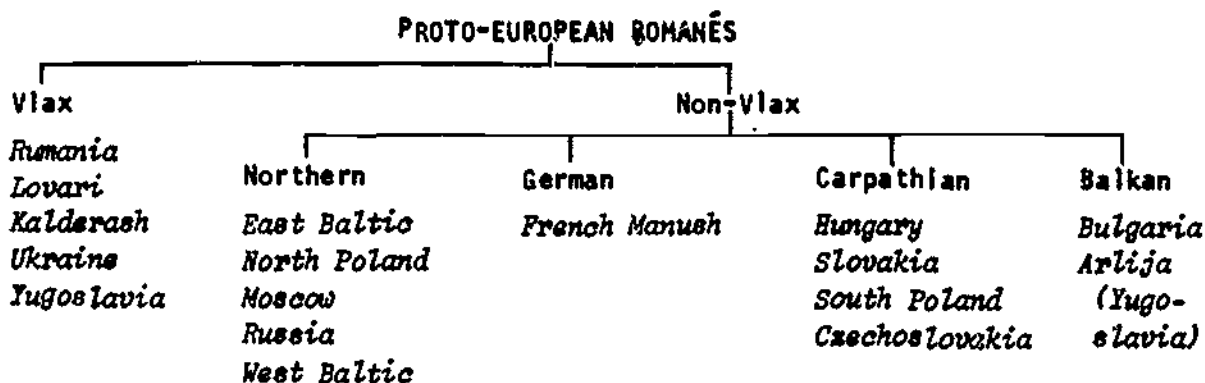 PROTO-EUROPEAN ROMANÉS
Vlax
Non-Vlax
Rumania
Lovari
Kalderash
Ukraine
Yugoslavia
Northern
East Baltic
North Poland
Moscow
Russia
West Baltic
German
French Manush
Carpathian
Hungary
Slovakia
South Poland
Czechoslovakia
Balkan
Bulgaria
Arlija
(Yugo-
slavia)